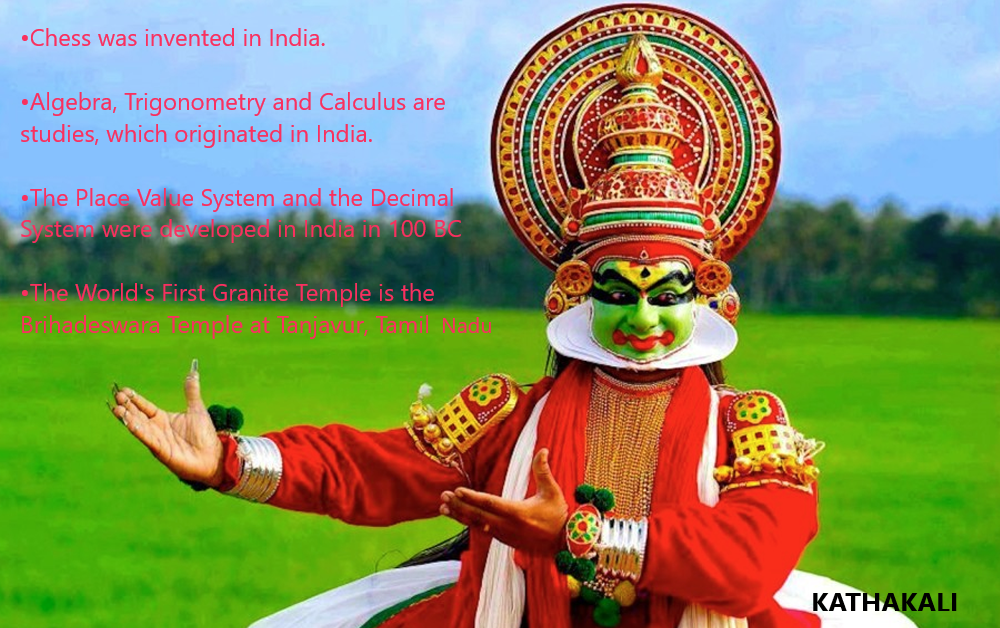 •Chess was invented in India.
•Algebra, Trigonometry and Calculus are
studies, which originated in India.
•The Place Value System and the Decimal
System were developed in India in 100 BC
•The World's First Granite Temple is the
Brihadeswara Temple at Tanjavur, Tamil Nadu
KATHAKALI